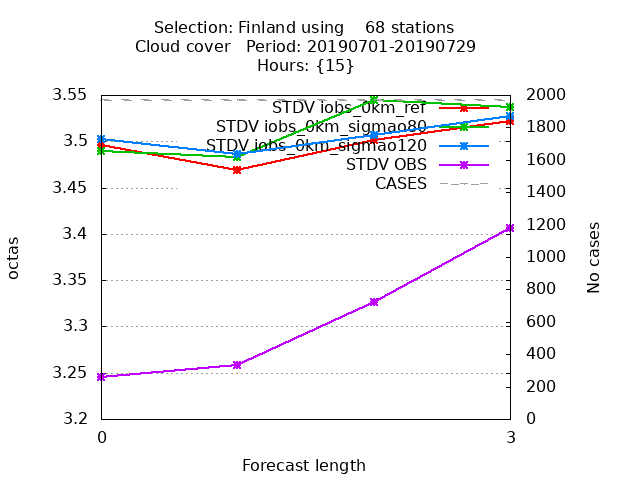 Selection: Finland using    68 stations
Cloud cover   Period: 20190701-20190729
Hours: {15}
3.55
3.5
3.45
3.4
3.35
3.3
3.25
3.2
octas
STDV iobs_0km_ref
STDV iobs_0km_sigmao80
STDV iobs_0km_sigmao120
STDV OBS
CASES
2000
1800
1600
1400
1200
1000
800
600
400
200
0
No cases
0 3
Forecast length